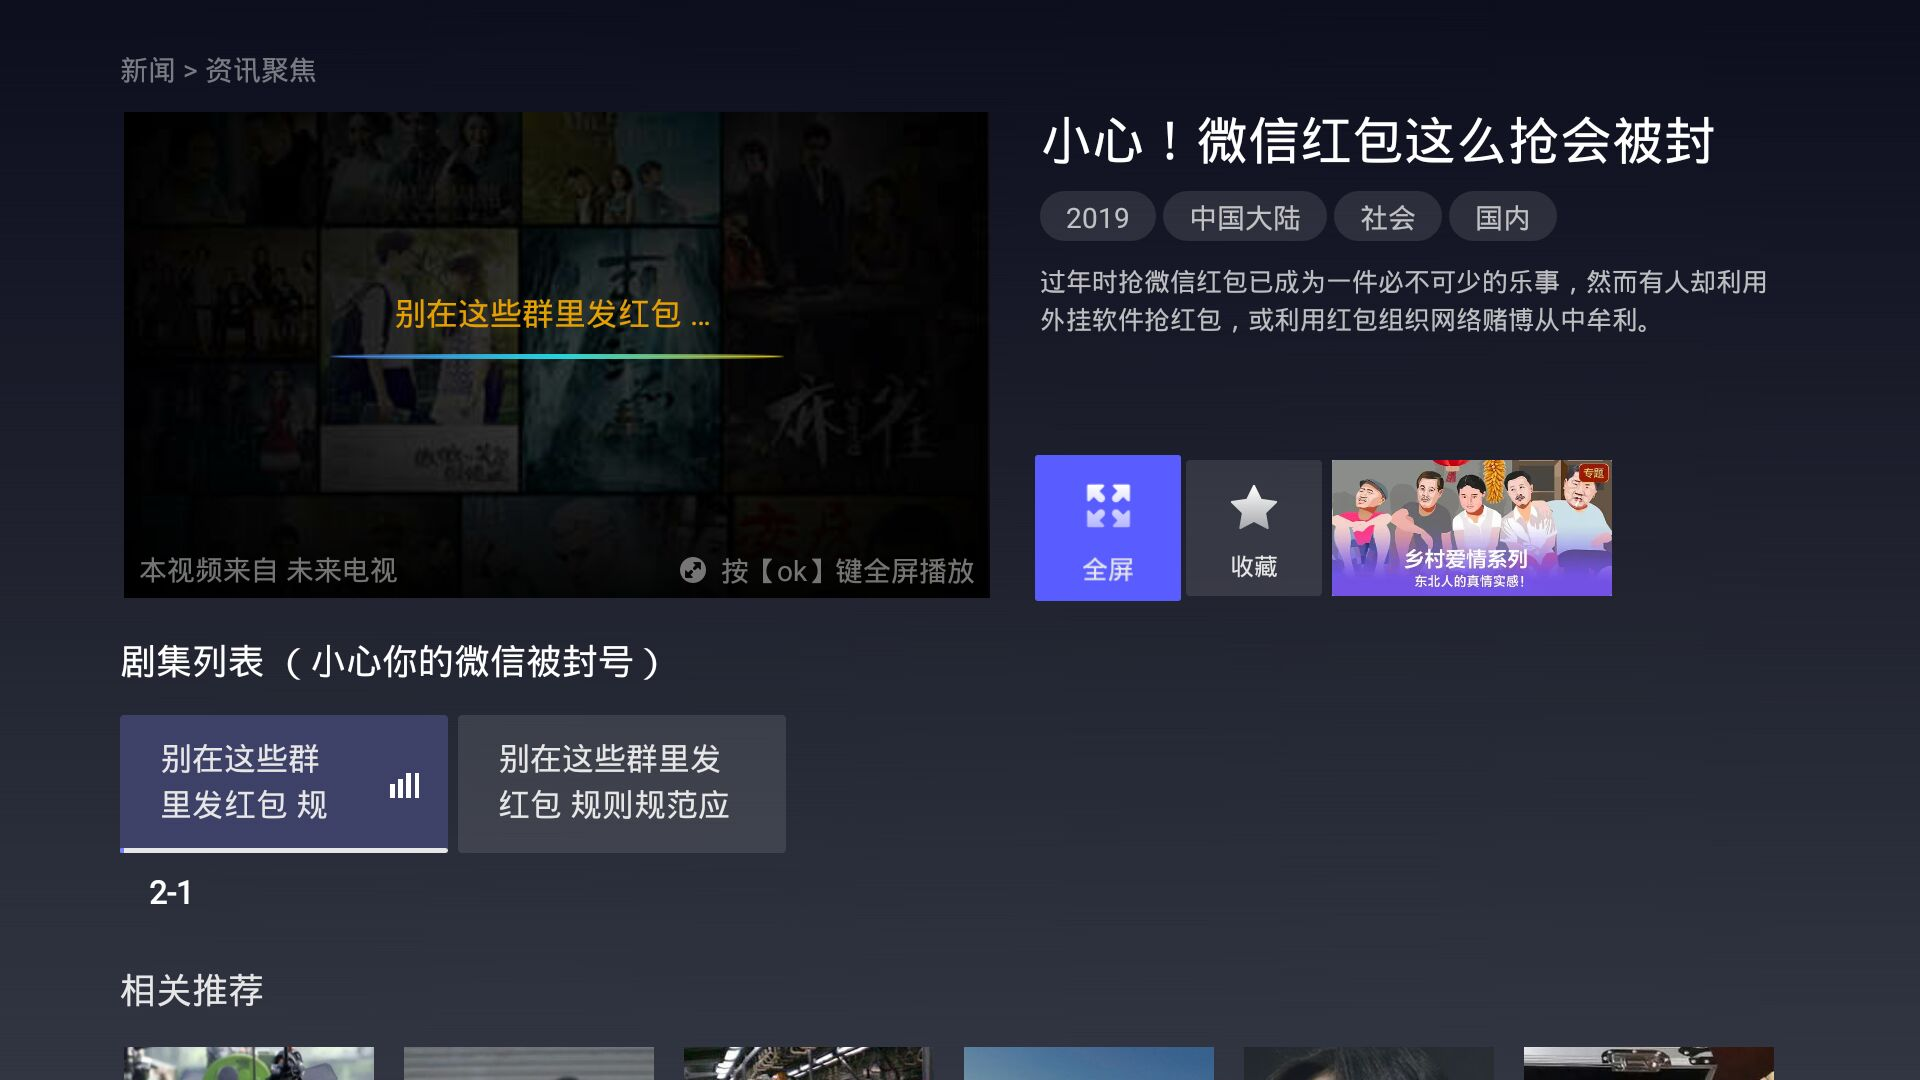 新闻 > 资讯聚焦
小心！微信红包这么抢会被封
2019
中国大陆
社会
国内
过年时抢微信红包已成为一件必不可少的乐事，然而有人却利用
外挂软件抢红包，或利用红包组织网络赌博从中牟利。
别在这些群里发红包 ...
麻雀
本视频来自 未来电视
按【ok】键全屏播放
全屏
收藏
专题
乡村爱情系列
东北人的真情实感！
剧集列表 （小心你的微信被封号）
别在这些群
里发红包 规
别在这些群里发
红包 规则规范应
2-1
相关推荐